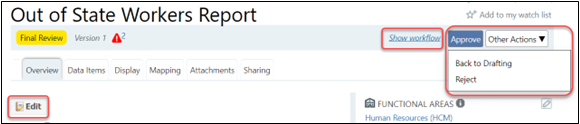 Out of State Workers Report
Add to my watch list
Final Review Version 1 2 Show workflow Approve Other Actions ▼
Back to Drafting
Reject
Overview Data Items Display Mapping Attachments Sharing
Edit
FUNCTIONAL AREAS
Human Resources (HCM)